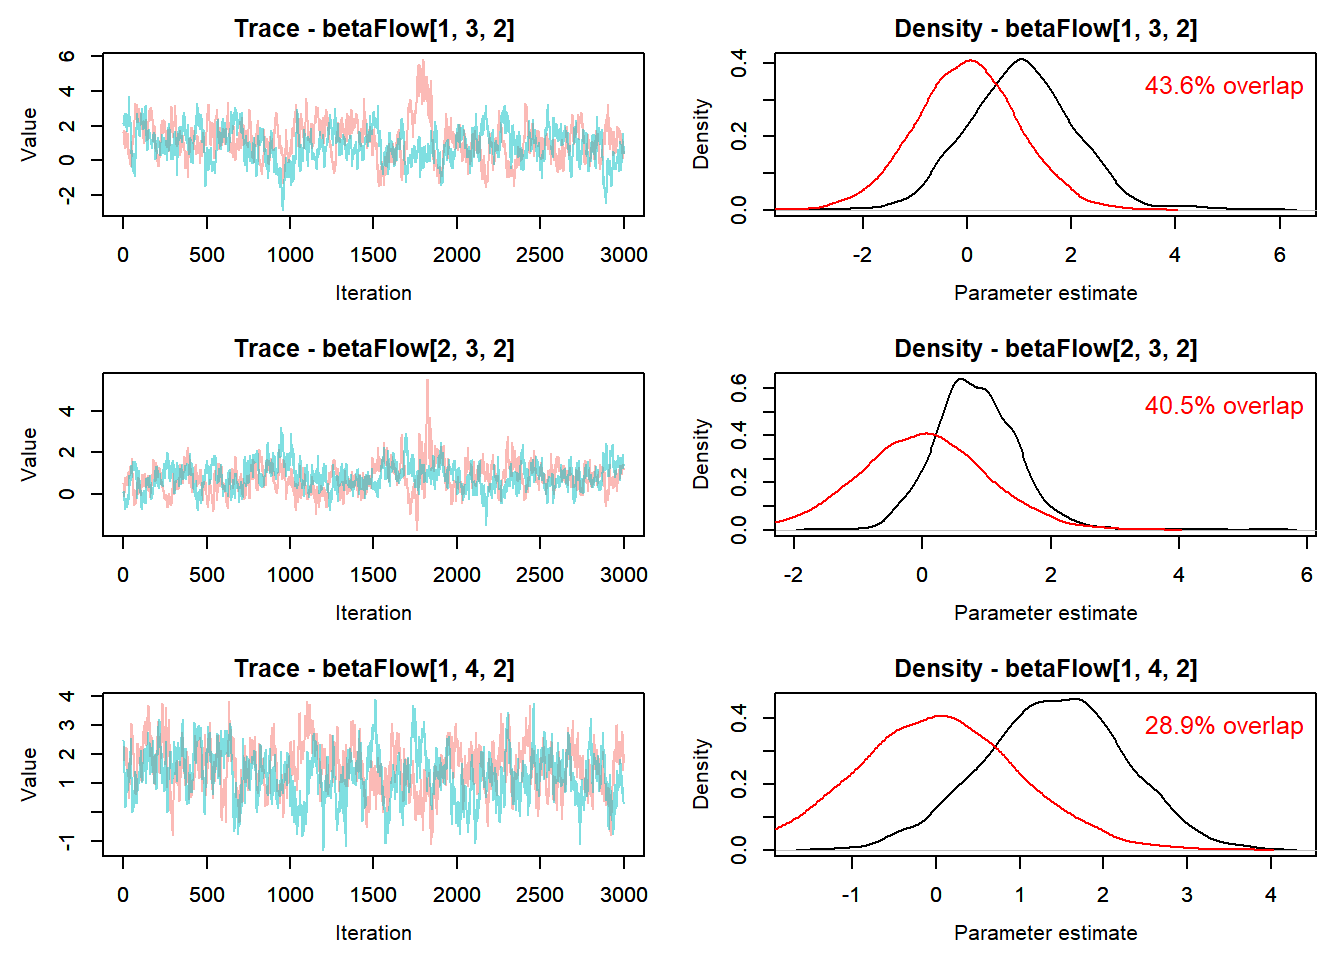 Trace - betaFlow[1, 3, 2]
Value
6
4
2
0
-2
0 500 1000 1500 2000 2500 3000
Iteration
Density - betaFlow[1, 3, 2]
43.6% overlap
Density
0.4
0.2
0.0
-2 0 2 4 6
Parameter estimate
Trace - betaFlow[2, 3, 2]
Value
4
2
0
0 500 1000 1500 2000 2500 3000
Iteration
Density - betaFlow[2, 3, 2]
40.5% overlap
Density
0.6
0.4
0.2
0.0
-2 0 2 4 6
Parameter estimate
Trace - betaFlow[1, 4, 2]
Value
4
3
2
1
-1
0 500 1000 1500 2000 2500 3000
Iteration
Density - betaFlow[1, 4, 2]
28.9% overlap
Density
0.4
0.2
0.0
-1 0 1 2 3 4
Parameter estimate